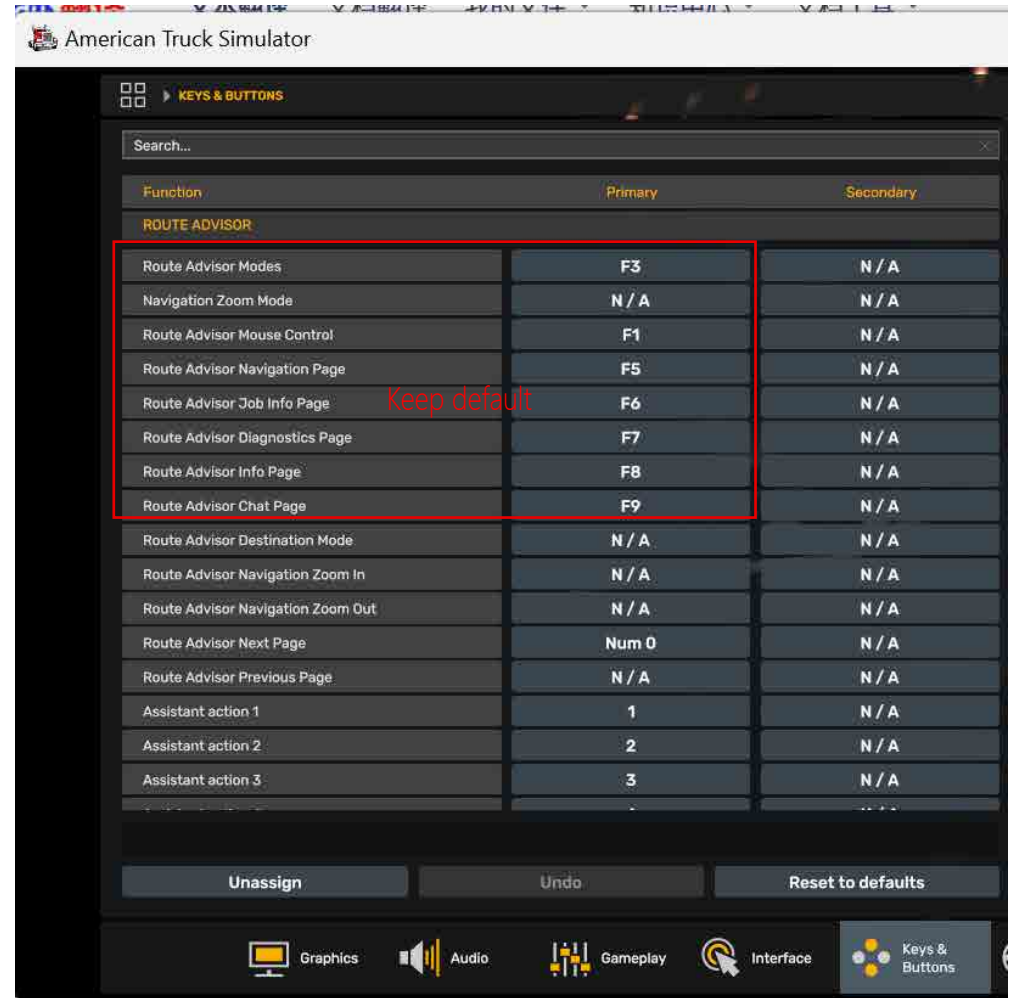 American Truck Simulator
KEYS & BUTTONS
Search...
Function Primary Secondary
ROUTE ADVISOR
Route Advisor Modes F3 N / A
Navigation Zoom Mode N / A N / A
Route Advisor Mouse Control F1 N / A
Route Advisor Navigation Page F5 N / A
Route Advisor Job Info Page Keep default F6 N / A
Route Advisor Diagnostics Page F7 N / A
Route Advisor Info Page F8 N / A
Route Advisor Chat Page F9 N / A
Route Advisor Destination Mode N / A N / A
Route Advisor Navigation Zoom In N / A N / A
Route Advisor Navigation Zoom Out N / A N / A
Route Advisor Next Page Num 0 N / A
Route Advisor Previous Page N / A N / A
Assistant action 1 1 N / A
Assistant action 2 2 N / A
Assistant action 3 3 N / A
Unassign Undo Reset to defaults
Graphics Audio Gameplay Interface Keys &
Buttons